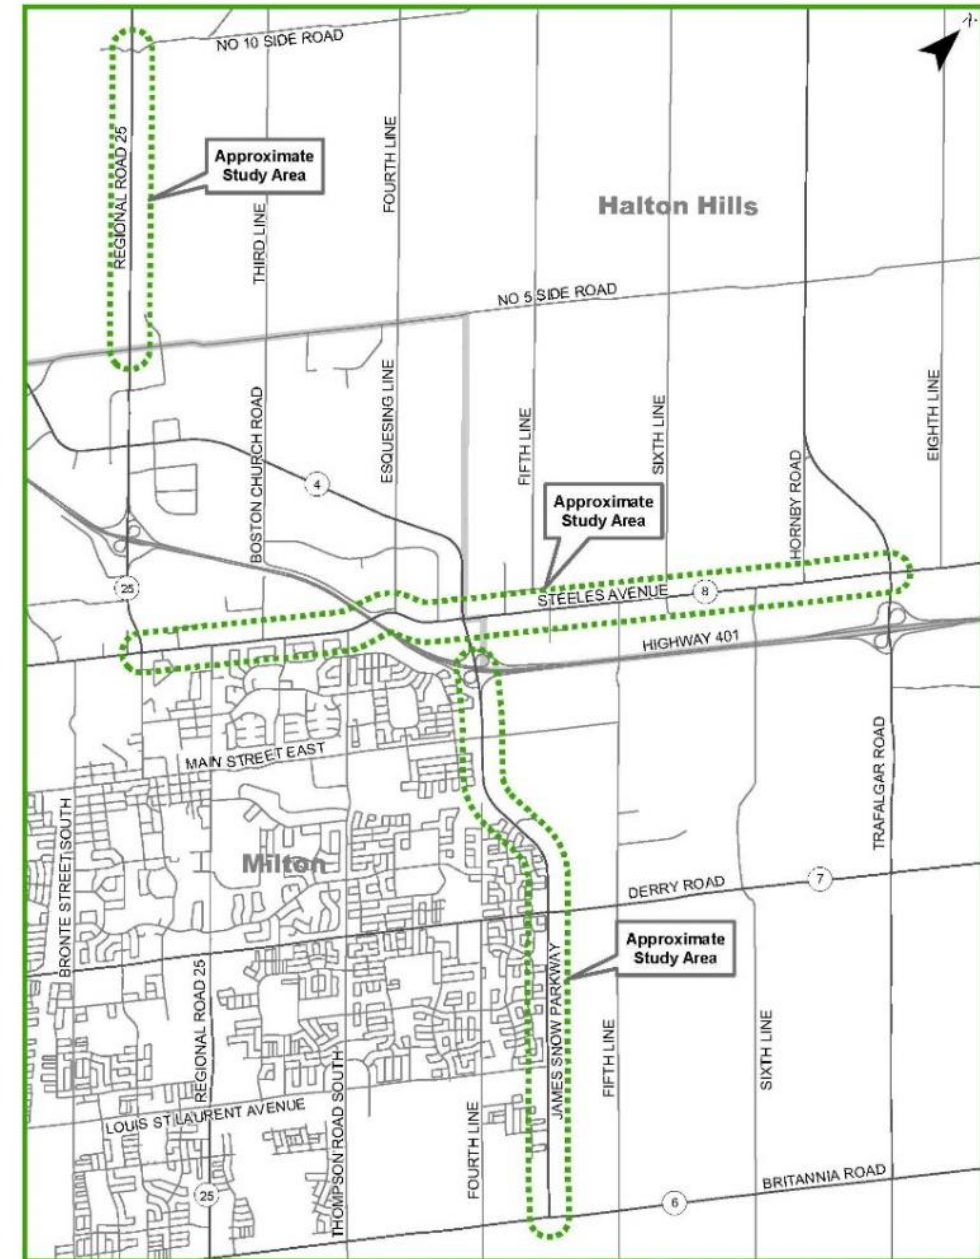 NO 10 SIDE ROAD
REGIONAL ROAD 25
Approximate
Study Area
THIRD LINE
FOURTH LINE
Halton Hills
NO 5 SIDE ROAD
BOSTON CHURCH ROAD
ESQUESING LINE
FIFTH LINE
SIXTH LINE
HORNBY ROAD
EIGHTH LINE
4
Approximate
Study Area
25
STEELES AVENUE
8
HIGHWAY 401
MAIN STREET EAST
BRONTE STREET SOUTH
Milton
TRAFALGAR ROAD
DERRY ROAD
7
Approximate
Study Area
REGIONAL ROAD 25
JAMES SNOW PARKWAY
FIFTH LINE
SIXTH LINE
THOMPSON ROAD SOUTH
LOUIS ST LAURENT AVENUE
FOURTH LINE
BRITANNIA ROAD
25
6